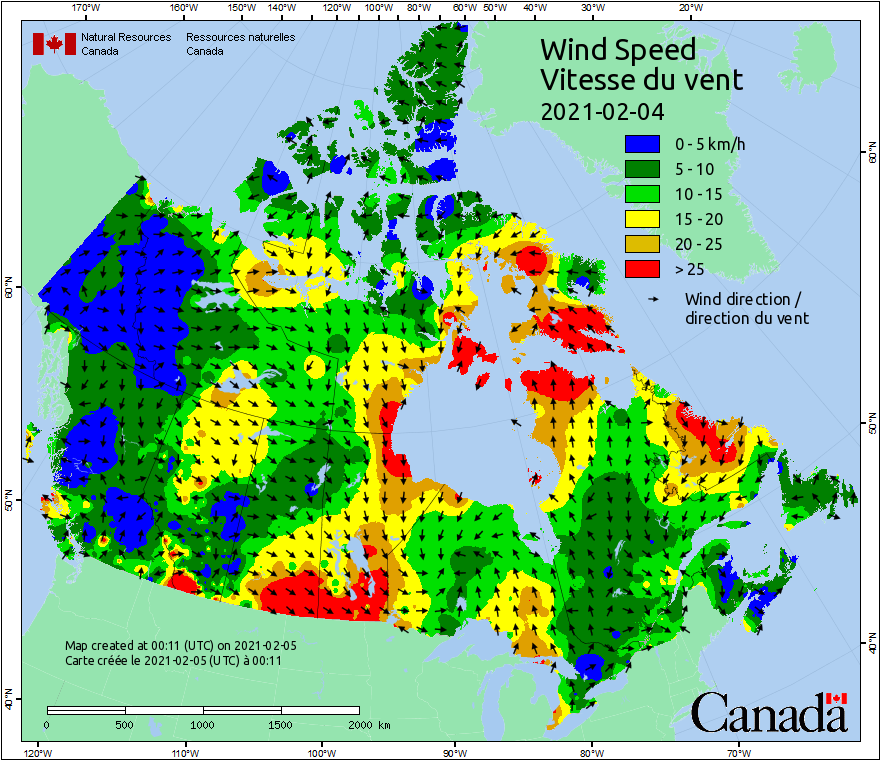 170°W 160°W 150°W 140°W 130°W 120°W 110°W 100°W 90°W 80°W 60°W 50°W 40°W 30°W 20°W
Natural Resources Ressources naturelles
Canada Canada
Wind Speed
Vitesse du vent
2021-02-04
0 - 5 km/h
5 - 10
10 - 15
15 - 20
20 - 25
> 25
Wind direction /
direction du vent
60°N
60°N
50°N
50°N
40°N
40°N
Map created at 00:11 (UTC) on 2021-02-05
Carte créée le 2021-02-05 (UTC) à 00:11
0 500 1000 1500 2000 km
Canada
120°W 110°W 100°W 90°W 80°W 70°W